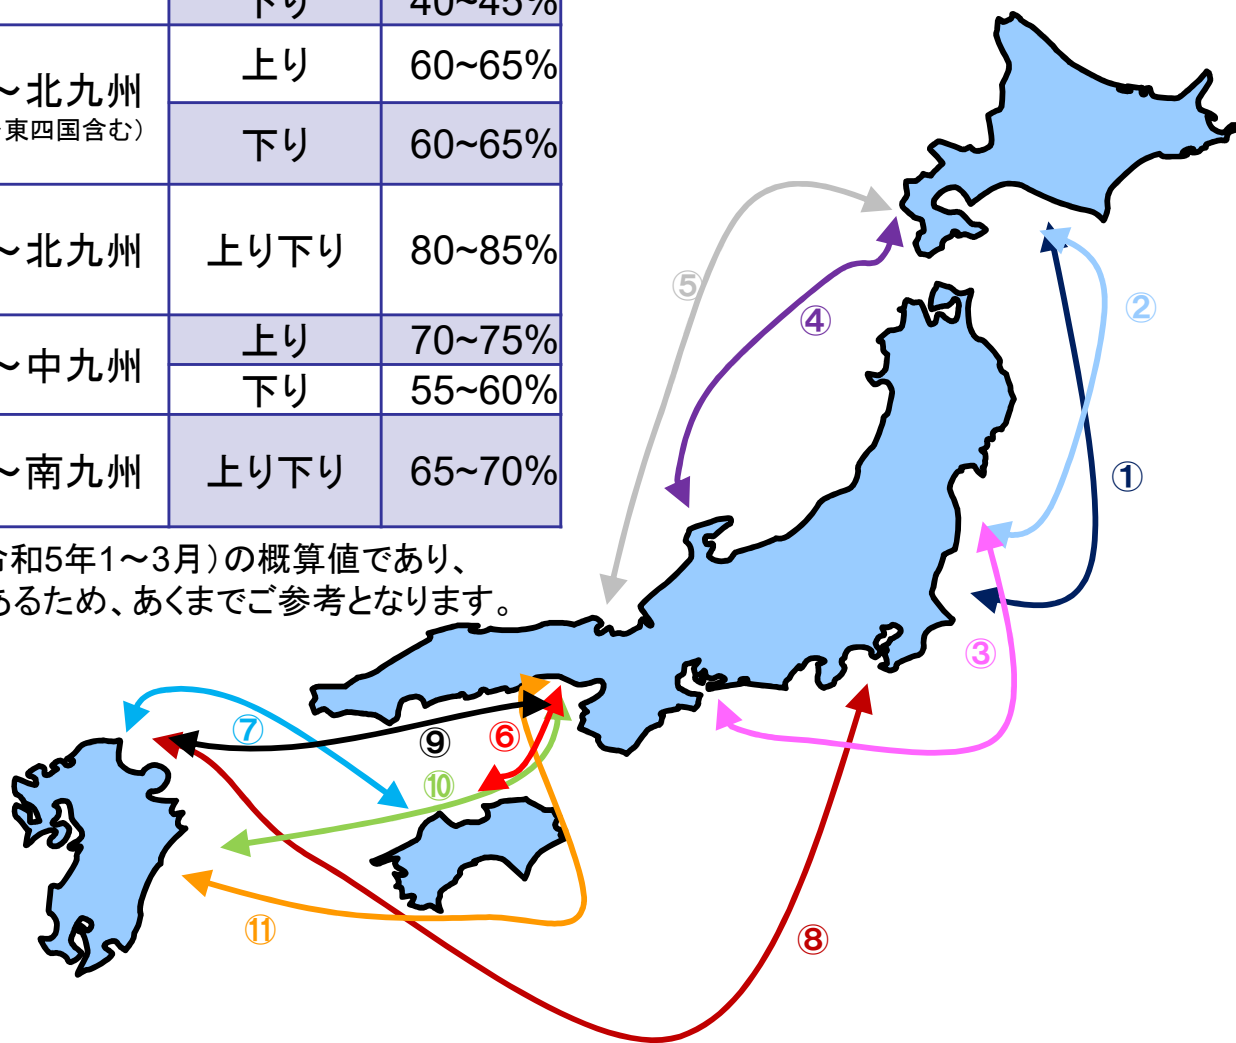 下り 40~45%
～北九州 上り 60~65%
東四国含む）
下り 60~65%
～北九州 上り下り 80~85%
上り 70~75%
～中九州
下り 55~60%
～南九州 上り下り 65~70%
令和5年1～3月）の概算値であり、
あるため、あくまでご参考となります。
⑤
④
②
①
③
⑦
⑨
⑥
⑩
⑪
⑧